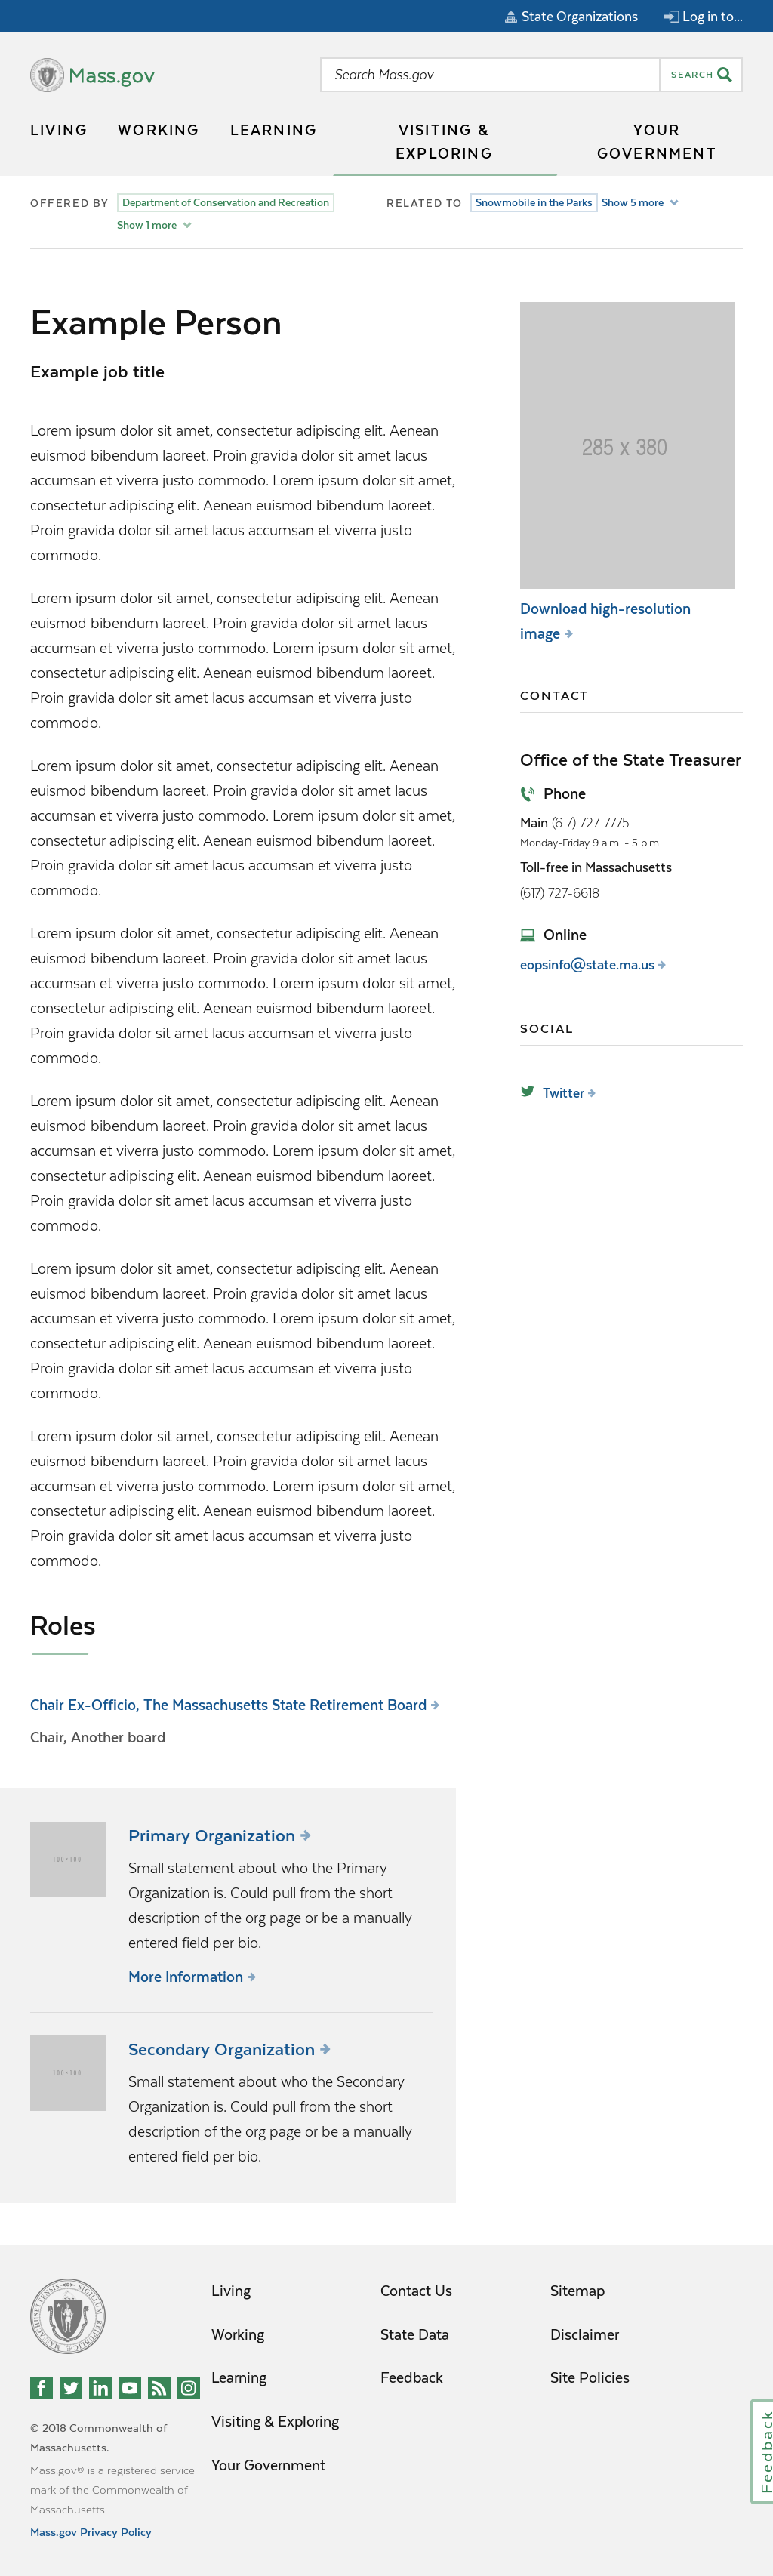 State Organizations
Log in to...
Mass.gov
Search Mass.gov
SEARCH
LIVING
WORKING
LEARNING
VISITING &
EXPLORING
YOUR
GOVERNMENT
OFFERED BY
Department of Conservation and Recreation
Show 1 more
RELATED TO
Snowmobile in the Parks
Show 5 more
Example Person
Example job title
Lorem ipsum dolor sit amet, consectetur adipiscing elit. Aenean
euismod bibendum laoreet. Proin gravida dolor sit amet lacus
accumsan et viverra justo commodo. Lorem ipsum dolor sit amet,
consectetur adipiscing elit. Aenean euismod bibendum laoreet.
Proin gravida dolor sit amet lacus accumsan et viverra justo
commodo.
Lorem ipsum dolor sit amet, consectetur adipiscing elit. Aenean
euismod bibendum laoreet. Proin gravida dolor sit amet lacus
accumsan et viverra justo commodo. Lorem ipsum dolor sit amet,
consectetur adipiscing elit. Aenean euismod bibendum laoreet.
Proin gravida dolor sit amet lacus accumsan et viverra justo
commodo.
Lorem ipsum dolor sit amet, consectetur adipiscing elit. Aenean
euismod bibendum laoreet. Proin gravida dolor sit amet lacus
accumsan et viverra justo commodo. Lorem ipsum dolor sit amet,
consectetur adipiscing elit. Aenean euismod bibendum laoreet.
Proin gravida dolor sit amet lacus accumsan et viverra justo
commodo.
Lorem ipsum dolor sit amet, consectetur adipiscing elit. Aenean
euismod bibendum laoreet. Proin gravida dolor sit amet lacus
accumsan et viverra justo commodo. Lorem ipsum dolor sit amet,
consectetur adipiscing elit. Aenean euismod bibendum laoreet.
Proin gravida dolor sit amet lacus accumsan et viverra justo
commodo.
Lorem ipsum dolor sit amet, consectetur adipiscing elit. Aenean
euismod bibendum laoreet. Proin gravida dolor sit amet lacus
accumsan et viverra justo commodo. Lorem ipsum dolor sit amet,
consectetur adipiscing elit. Aenean euismod bibendum laoreet.
Proin gravida dolor sit amet lacus accumsan et viverra justo
commodo.
Lorem ipsum dolor sit amet, consectetur adipiscing elit. Aenean
euismod bibendum laoreet. Proin gravida dolor sit amet lacus
accumsan et viverra justo commodo. Lorem ipsum dolor sit amet,
consectetur adipiscing elit. Aenean euismod bibendum laoreet.
Proin gravida dolor sit amet lacus accumsan et viverra justo
commodo.
Lorem ipsum dolor sit amet, consectetur adipiscing elit. Aenean
euismod bibendum laoreet. Proin gravida dolor sit amet lacus
accumsan et viverra justo commodo. Lorem ipsum dolor sit amet,
consectetur adipiscing elit. Aenean euismod bibendum laoreet.
Proin gravida dolor sit amet lacus accumsan et viverra justo
commodo.
285 x 380
Download high-resolution
image
CONTACT
Office of the State Treasurer
Phone
Main (617) 727-7775
Monday-Friday 9 a.m. - 5 p.m.
Toll-free in Massachusetts
(617) 727-6618
Online
eopsinfo@state.ma.us
SOCIAL
Twitter
Roles
Chair Ex-Officio, The Massachusetts State Retirement Board
Chair, Another board
100×100
Primary Organization
Small statement about who the Primary
Organization is. Could pull from the short
description of the org page or be a manually
entered field per bio.
More Information
100×100
Secondary Organization
Small statement about who the Secondary
Organization is. Could pull from the short
description of the org page or be a manually
entered field per bio.
Living
Working
Learning
Visiting & Exploring
Your Government
Contact Us
State Data
Feedback
Sitemap
Disclaimer
Site Policies
© 2018 Commonwealth of
Massachusetts.
Mass.gov® is a registered service
mark of the Commonwealth of
Massachusetts.
Mass.gov Privacy Policy
Feedback